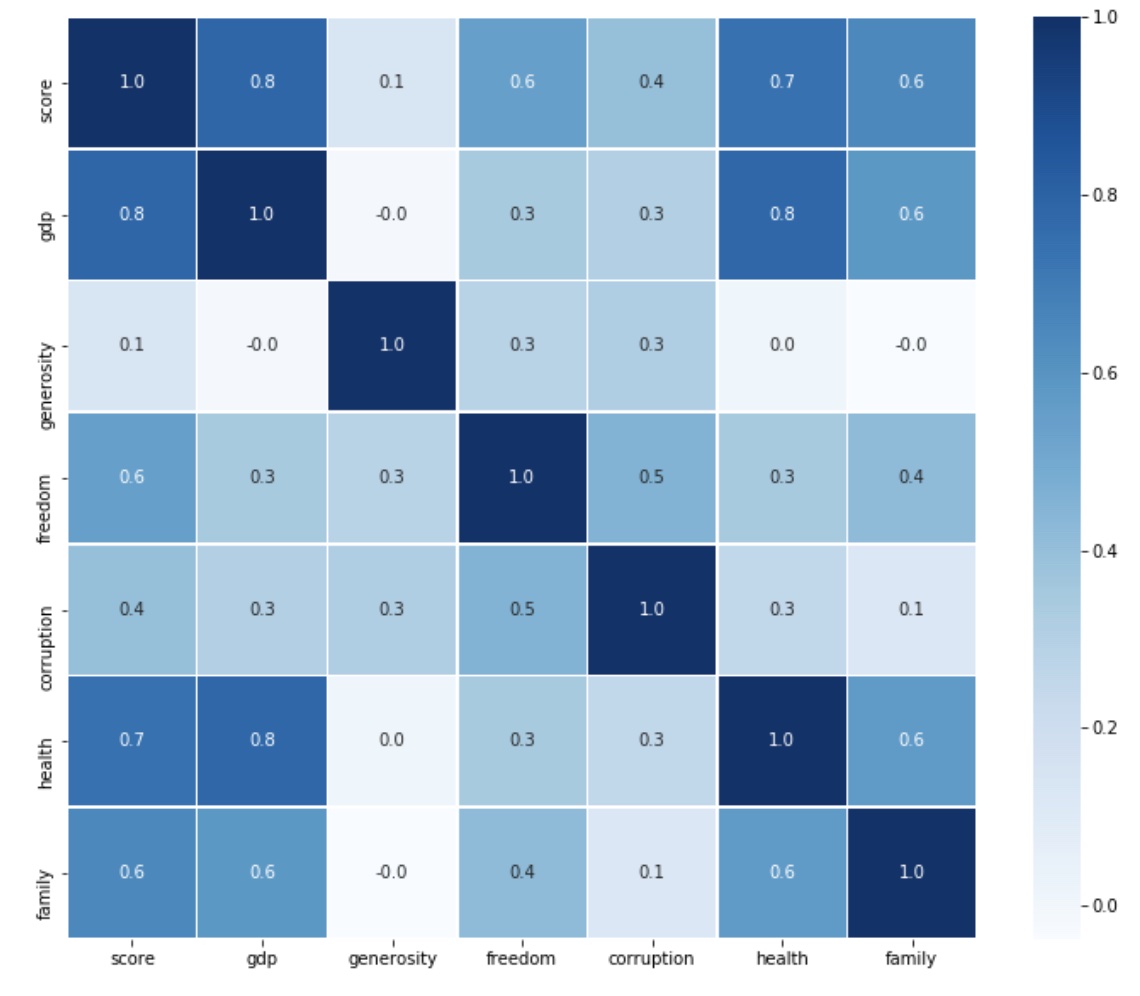 1.0
score 1.0 0.8 0.1 0.6 0.4 0.7 0.6
0.8
gdp 0.8 1.0 -0.0 0.3 0.3 0.8 0.6
0.6
generosity 0.1 -0.0 1.0 0.3 0.3 0.0 -0.0
freedom 0.6 0.3 0.3 1.0 0.5 0.3 0.4
0.4
corruption 0.4 0.3 0.3 0.5 1.0 0.3 0.1
0.2
health 0.7 0.8 0.0 0.3 0.3 1.0 0.6
family 0.6 0.6 -0.0 0.4 0.1 0.6 1.0
0.0
score gdp generosity freedom corruption health family